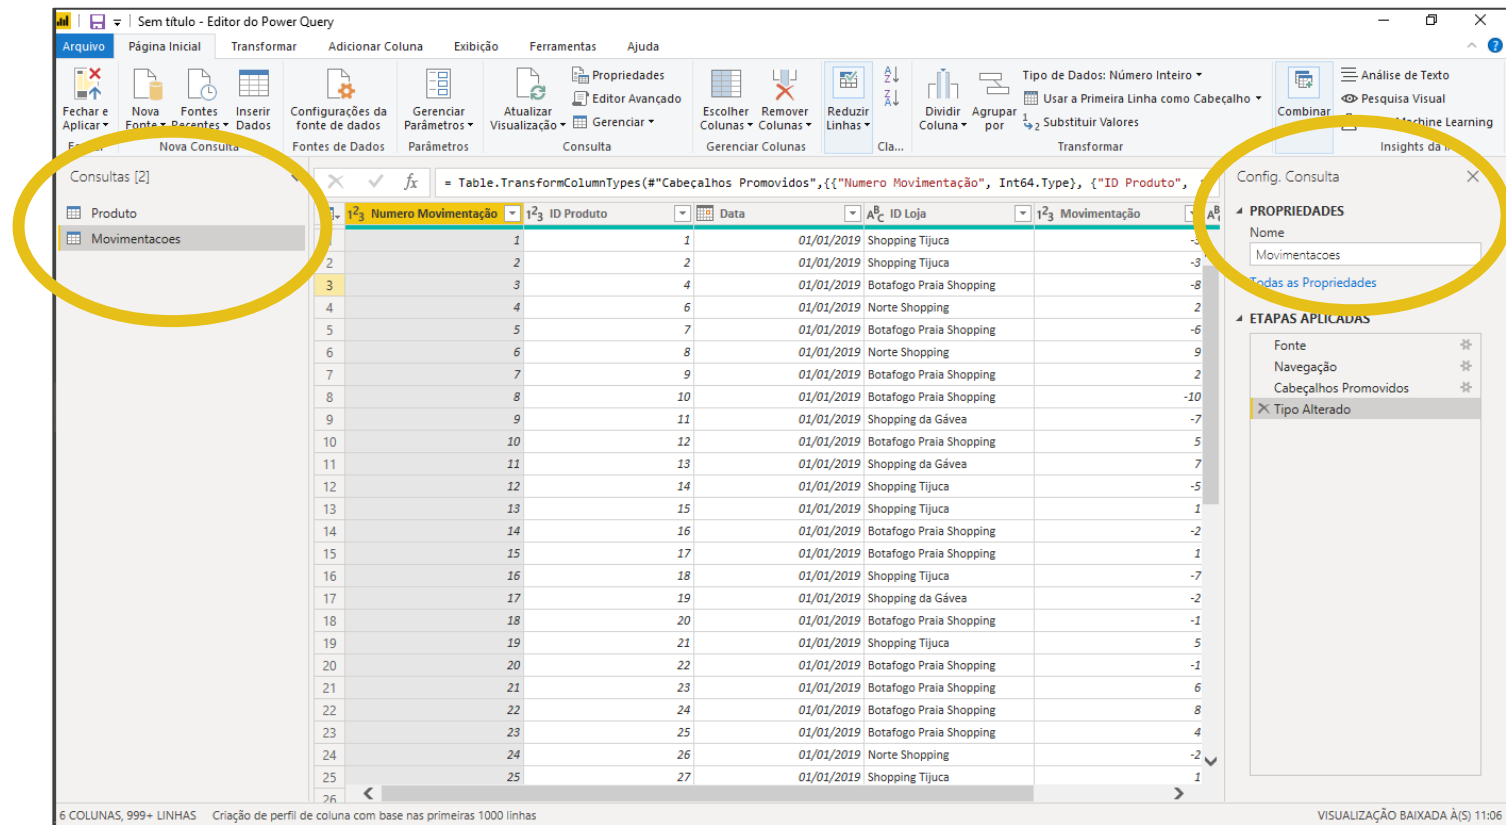 Sem título - Editor do Power Query
Arquivo Página Inicial Transformar Adicionar Coluna Exibição Ferramentas Ajuda
Fechar e Aplicar
Nova Fonte
Fontes Recentes
Inserir Dados
Nova Consulta
Configurações da fonte de dados
Fontes de Dados
Gerenciar Parâmetros
Parâmetros
Atualizar Visualização
Propriedades
Editor Avançado
Gerenciar
Consulta
Escolher Colunas
Remover Colunas
Gerenciar Colunas
Reduzir Linhas
Cla...
Dividir Coluna
Agrupar por
Tipo de Dados: Número Inteiro
Usar a Primeira Linha como Cabeçalho
Substituir Valores
Transformar
Combinar
Análise de Texto
Pesquisa Visual
Machine Learning
Insights da
Consultas [2]
Produto
Movimentacoes
fx = Table.TransformColumnTypes(#"Cabeçalhos Promovidos",{{"Numero Movimentação", Int64.Type}, {"ID Produto",
Numero Movimentação ID Produto Data ID Loja Movimentação
1 1 01/01/2019 Shopping Tijuca
2 2 2 01/01/2019 Shopping Tijuca -3
3 3 4 01/01/2019 Botafogo Praia Shopping -8
4 4 6 01/01/2019 Norte Shopping 2
5 5 7 01/01/2019 Botafogo Praia Shopping -6
6 6 8 01/01/2019 Norte Shopping 9
7 7 9 01/01/2019 Botafogo Praia Shopping 2
8 8 10 01/01/2019 Botafogo Praia Shopping -10
9 9 11 01/01/2019 Shopping da Gávea -7
10 10 12 01/01/2019 Botafogo Praia Shopping 5
11 11 13 01/01/2019 Shopping da Gávea 7
12 12 14 01/01/2019 Shopping Tijuca -5
13 13 15 01/01/2019 Shopping Tijuca 1
14 14 16 01/01/2019 Botafogo Praia Shopping -2
15 15 17 01/01/2019 Botafogo Praia Shopping 1
16 16 18 01/01/2019 Shopping Tijuca -7
17 17 19 01/01/2019 Shopping da Gávea -2
18 18 20 01/01/2019 Botafogo Praia Shopping -1
19 19 21 01/01/2019 Shopping Tijuca 5
20 20 22 01/01/2019 Botafogo Praia Shopping -1
21 21 23 01/01/2019 Botafogo Praia Shopping 6
22 22 24 01/01/2019 Botafogo Praia Shopping 8
23 23 25 01/01/2019 Botafogo Praia Shopping 4
24 24 26 01/01/2019 Norte Shopping -2
25 25 27 01/01/2019 Shopping Tijuca 1
26
Config. Consulta
PROPRIEDADES
Nome
Movimentacoes
Todas as Propriedades
ETAPAS APLICADAS
Fonte
Navegação
Cabeçalhos Promovidos
Tipo Alterado
6 COLUNAS, 999+ LINHAS Criação de perfil de coluna com base nas primeiras 1000 linhas
VISUALIZAÇÃO BAIXADA À(S) 11:06